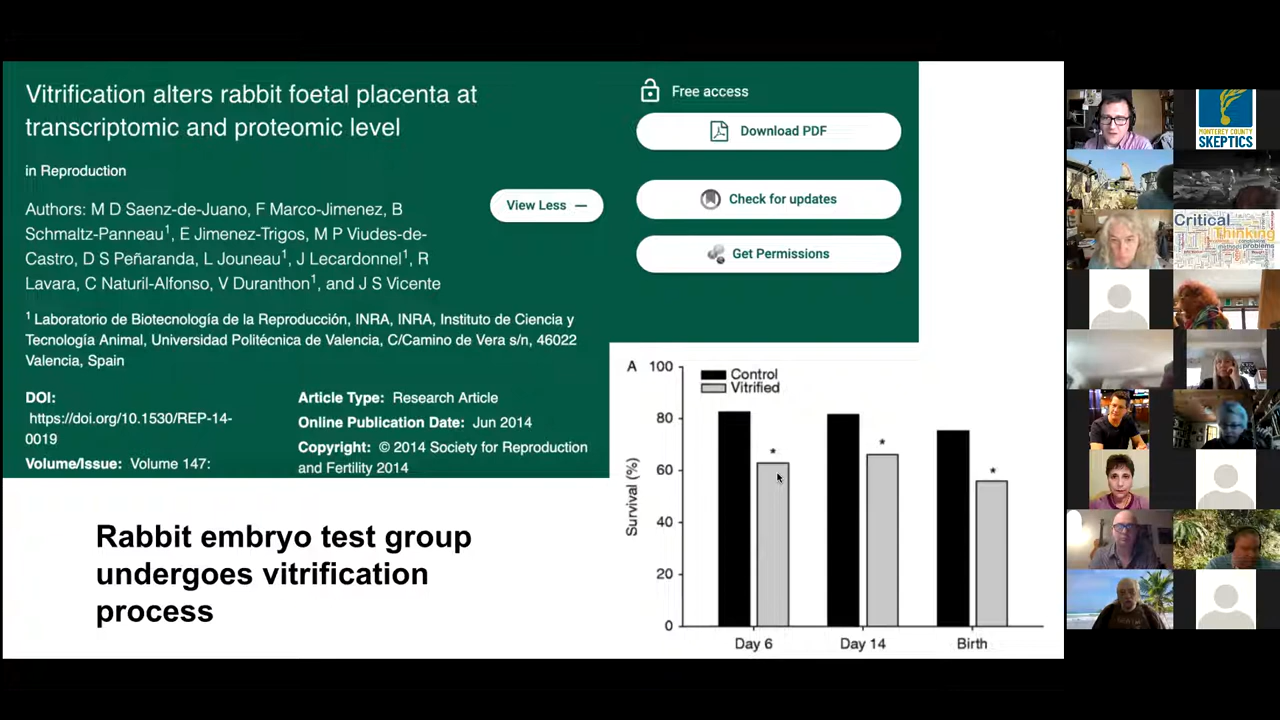 Vitrification alters rabbit foetal placenta at
transcriptomic and proteomic level
in Reproduction
Authors: M D Saenz-de-Juano, F Marco-Jimenez, B
Schmaltz-Panneau1, E Jimenez-Trigos, M P Viudes-de-
Castro, D S Peñaranda, L Jouneau1, J Lecardonnel1, R
Lavara, C Naturil-Alfonso, V Duranthon1, and J S Vicente
View Less —
1 Laboratorio de Biotecnología de la Reproducción, INRA, INRA, Instituto de Ciencia y
Tecnología Animal, Universidad Politécnica de Valencia, C/Camino de Vera s/n, 46022
Valencia, Spain
DOI:
https://doi.org/10.1530/REP-14-
0019
Volume/Issue: Volume 147:
Article Type: Research Article
Online Publication Date: Jun 2014
Copyright: © 2014 Society for Reproduction
and Fertility 2014
Free access
Download PDF
Check for updates
Get Permissions
Rabbit embryo test group
undergoes vitrification
process
A
Control
Vitrified
Survival (%)
100
80
60
40
20
0
*
*
*
Day 6
Day 14
Birth
MONTEREY COUNTY
SKEPTICS
Critical
Thinking
problems